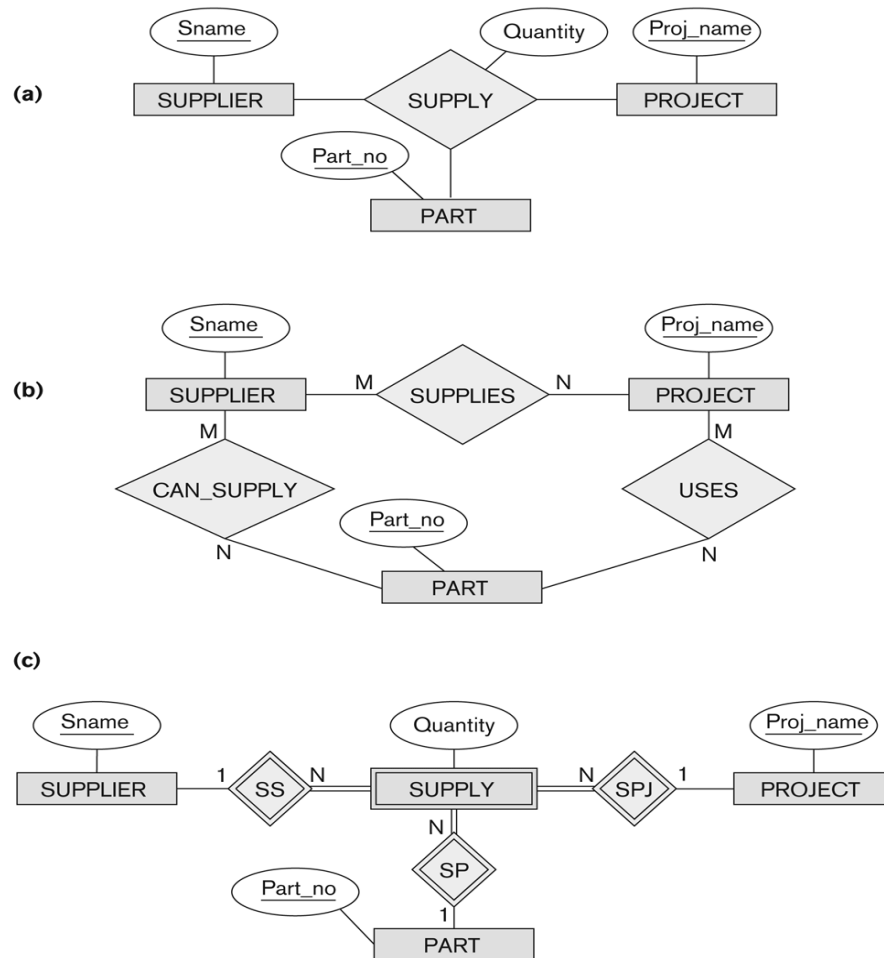 (a)
Sname
Quantity
Proj_name
SUPPLIER
SUPPLY
PROJECT
Part_no
PART
(b)
Sname
Proj_name
SUPPLIER
M
SUPPLIES
N
PROJECT
M
M
CAN_SUPPLY
USES
Part_no
N
N
PART
(c)
Sname
Quantity
Proj_name
SUPPLIER
1
SS
N
SUPPLY
N
SPJ
1
PROJECT
N
SP
Part_no
1
PART